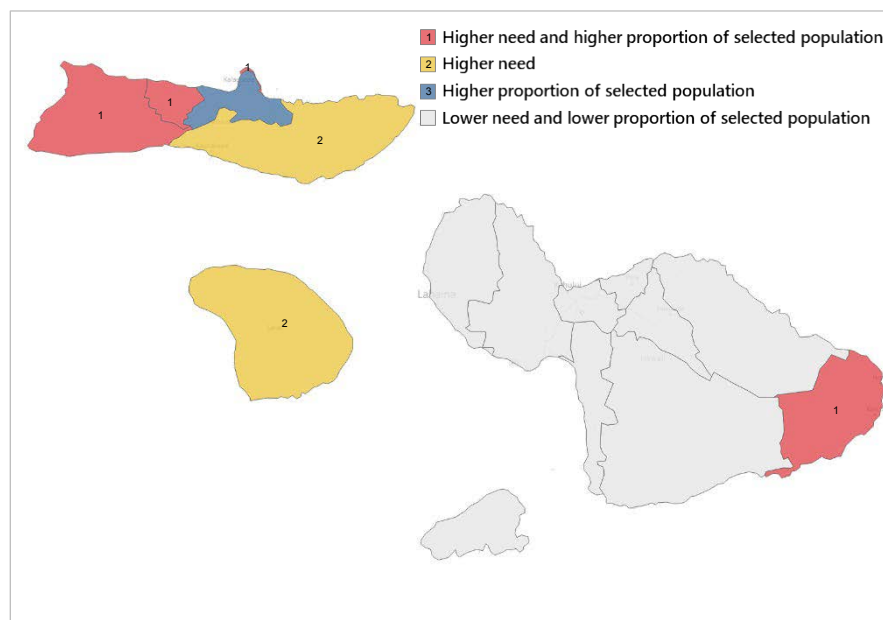 1 Higher need and higher proportion of selected population
2 Higher need
3 Higher proportion of selected population
Lower need and lower proportion of selected population
1
1
1
2
2
1